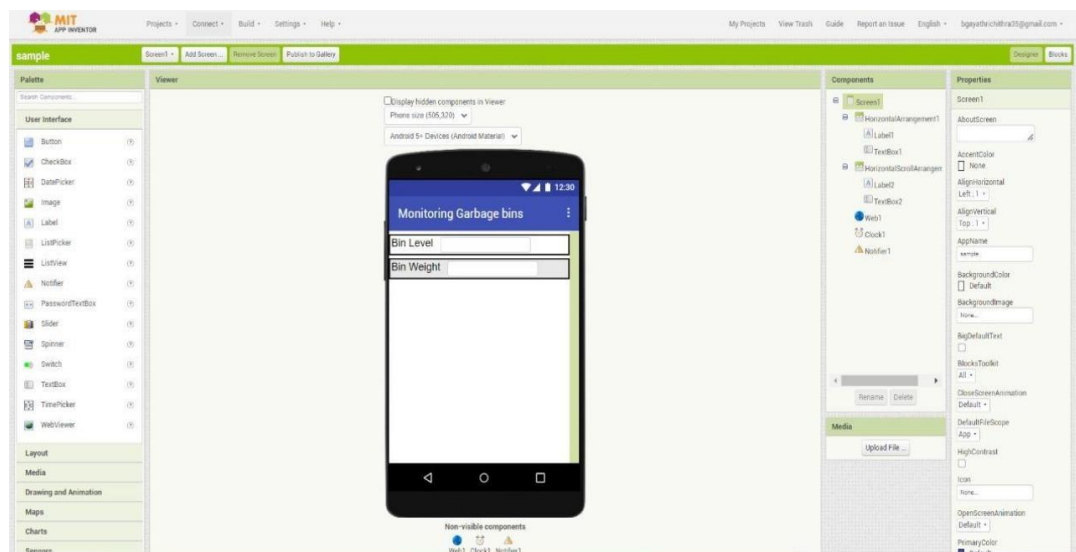 MIT
APP INVENTOR
Projects
Connect
Build
Settings
Help
My Projects
View Trash
Guide
Report an Issue
English
bgayathrichithra35@gmail.com
sample
Screen1
Add Screen ...
Remove Screen
Publish to Gallery
Designer
Blocks
Palette
Search Components...
User Interface
Button
CheckBox
DatePicker
Image
Label
ListPicker
ListView
Notifier
PasswordTextBox
Slider
Spinner
Switch
TextBox
TimePicker
WebViewer
Layout
Media
Drawing and Animation
Maps
Charts
Sensors
Viewer
Display hidden components in Viewer
Phone size (505,320)
Android 5+ Devices (Android Material)
12:30
Monitoring Garbage bins
Bin Level
Bin Weight
Non-visible components
Web1 Clock1 Notifier1
Components
Screen1
HorizontalArrangement1
Label1
TextBox1
HorizontalScrollArrangem
Label2
TextBox2
Web1
Clock1
Notifier1
Rename
Delete
Media
Upload File ...
Properties
Screen1
AboutScreen
AccentColor
None
AlignHorizontal
Left : 1
AlignVertical
Top : 1
AppName
sample
BackgroundColor
Default
BackgroundImage
None...
BigDefaultText
BlocksToolkit
All
CloseScreenAnimation
Default
DefaultFileScope
App
HighContrast
Icon
None...
OpenScreenAnimation
Default
PrimaryColor
Default